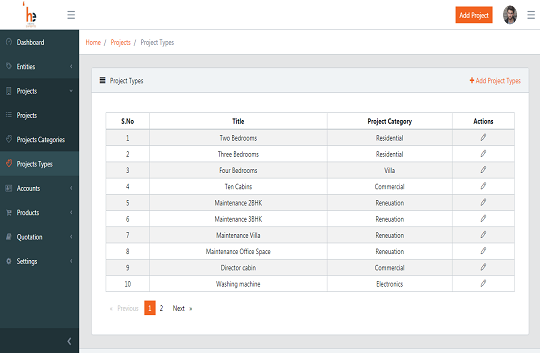 he
Add Project
Dashboard
Entities
Projects
Projects
Projects Categories
Projects Types
Accounts
Products
Quotation
Settings
Home / Projects / Project Types
Project Types
Add Project Types
S.No Title Project Category Actions
1 Two Bedrooms Residential
2 Three Bedrooms Residential
3 Four Bedrooms Villa
4 Ten Cabins Commercial
5 Maintenance 2BHK Reneuation
6 Maintenance 3BHK Reneuation
7 Maintenance Villa Reneuation
8 Maintenance Office Space Reneuation
9 Director cabin Commercial
10 Washing machine Electronics
« Previous 1 2 Next »